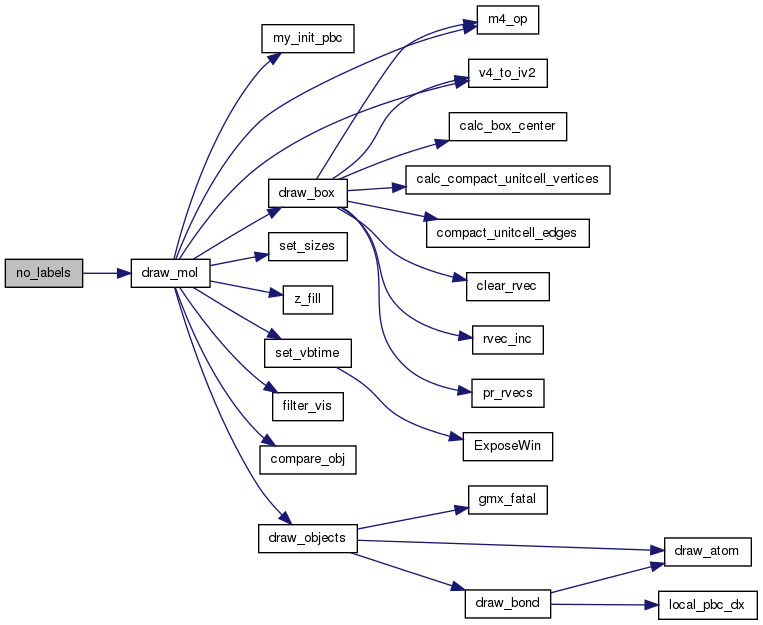 m4_op
my_init_pbc
v4_to_iv2
calc_box_center
calc_compact_unitcell_vertices
draw_box
compact_unitcell_edges
set_sizes
no_labels
draw_mol
clear_rvec
z_fill
rvec_inc
set_vbtime
pr_rvecs
filter_vis
ExposeWin
compare_obj
gmx_fatal
draw_objects
draw_atom
draw_bond
local_pbc_dx